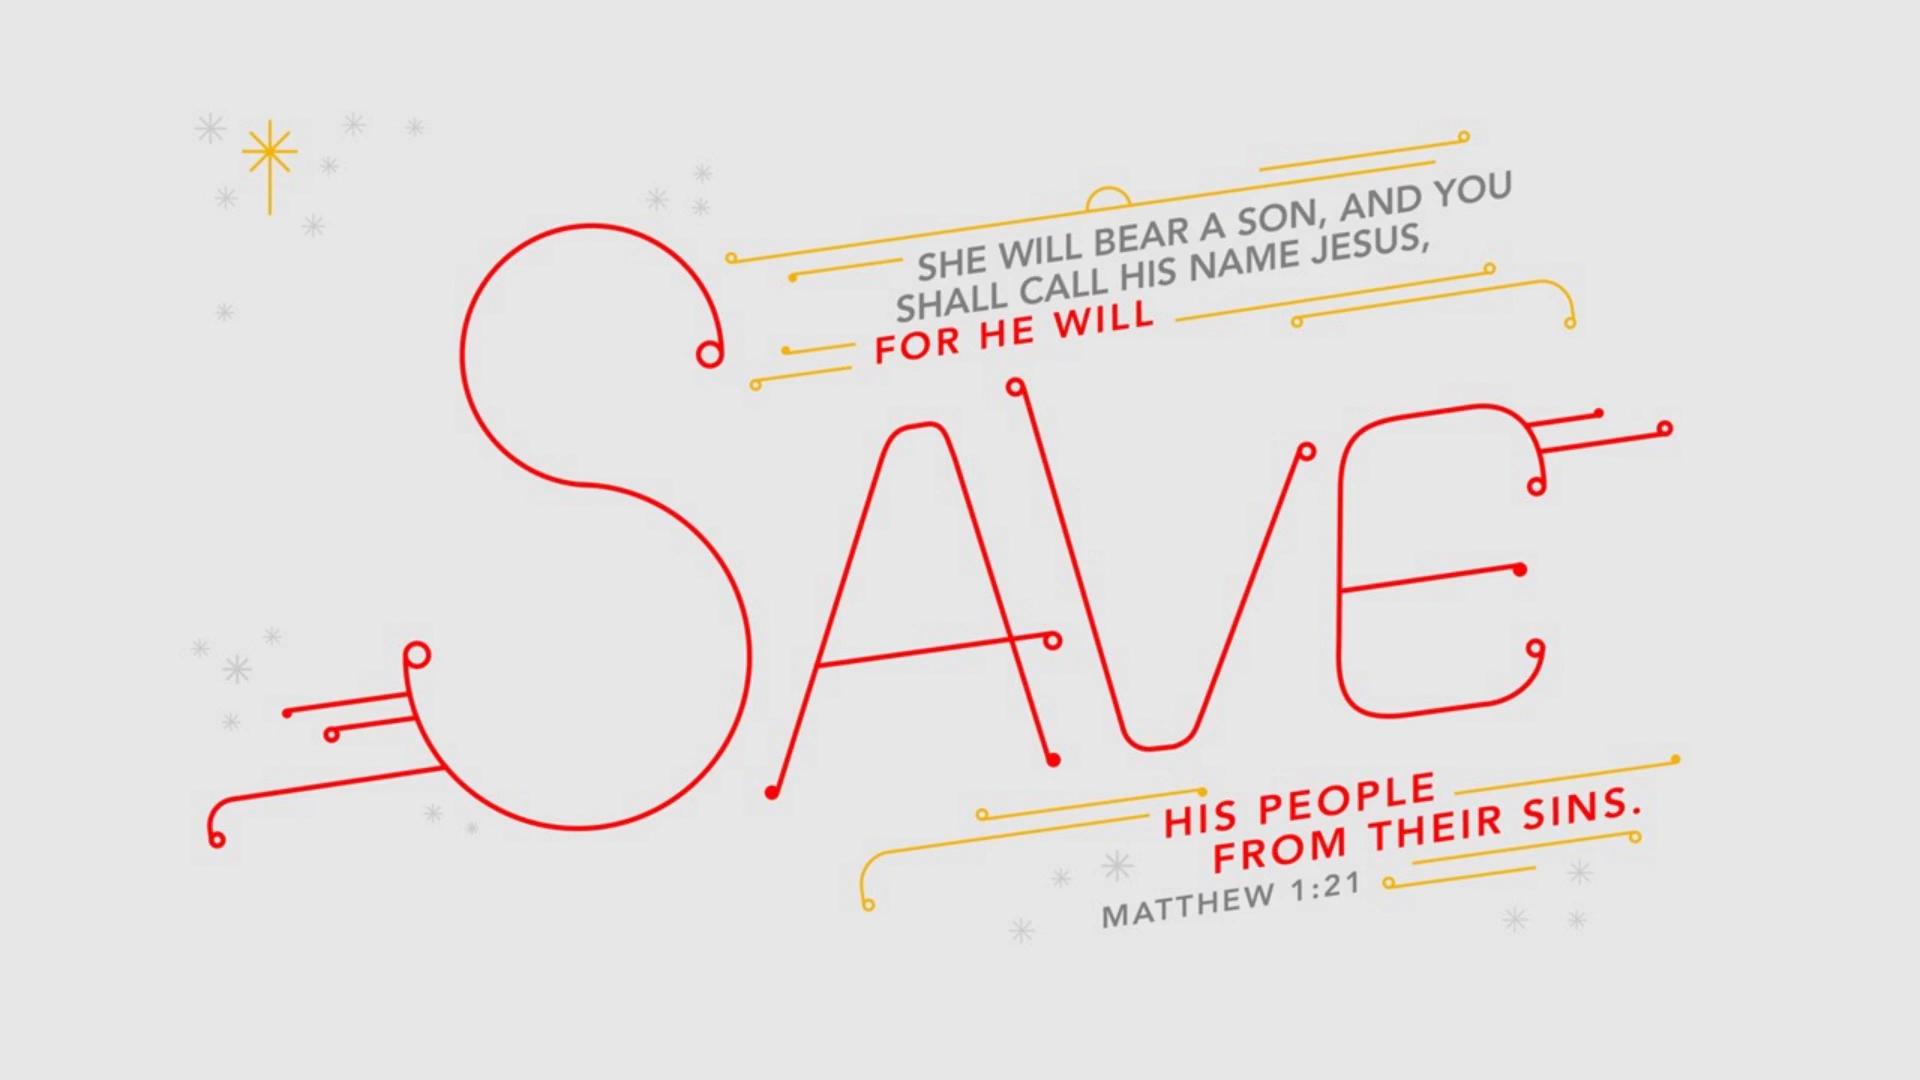 SHE WILL BEAR A SON, AND YOU
SHALL CALL HIS NAME JESUS,
FOR HE WILL
SAVE
HIS PEOPLE
FROM THEIR SINS.
MATTHEW 1:21